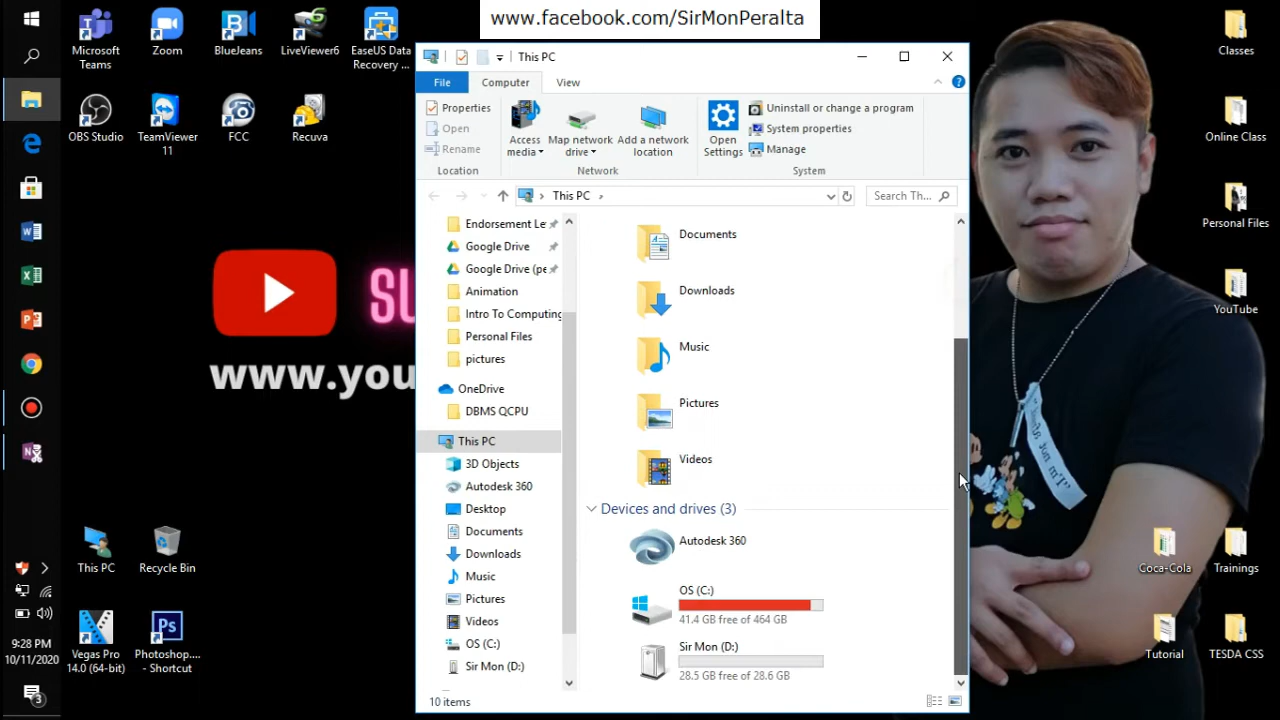 www.facebook.com/SirMonPeralta
Microsoft Teams
Zoom
BlueJeans
LiveViewer6
EaseUS Data Recovery ...
OBS Studio
TeamViewer 11
FCC
Recuva
www.you
This PC
Recycle Bin
Vegas Pro 14.0 (64-bit)
Photoshop.... - Shortcut
9:28 PM
10/11/2020
3
This PC
File
Computer
View
Properties
Open
Rename
Location
Access media
Map network drive
Add a network location
Network
Open Settings
Uninstall or change a program
System properties
Manage
System
This PC
Search Th...
Endorsement Le
Google Drive
Google Drive (pe
Animation
Intro To Computing
Personal Files
pictures
OneDrive
DBMS QCPU
This PC
3D Objects
Autodesk 360
Desktop
Documents
Downloads
Music
Pictures
Videos
OS (C:)
Sir Mon (D:)
Documents
Downloads
Music
Pictures
Videos
Devices and drives (3)
Autodesk 360
OS (C:)
41.4 GB free of 464 GB
Sir Mon (D:)
28.5 GB free of 28.6 GB
10 items
Classes
Online Class
Personal Files
YouTube
Coca-Cola
Trainings
Tutorial
TESDA CSS